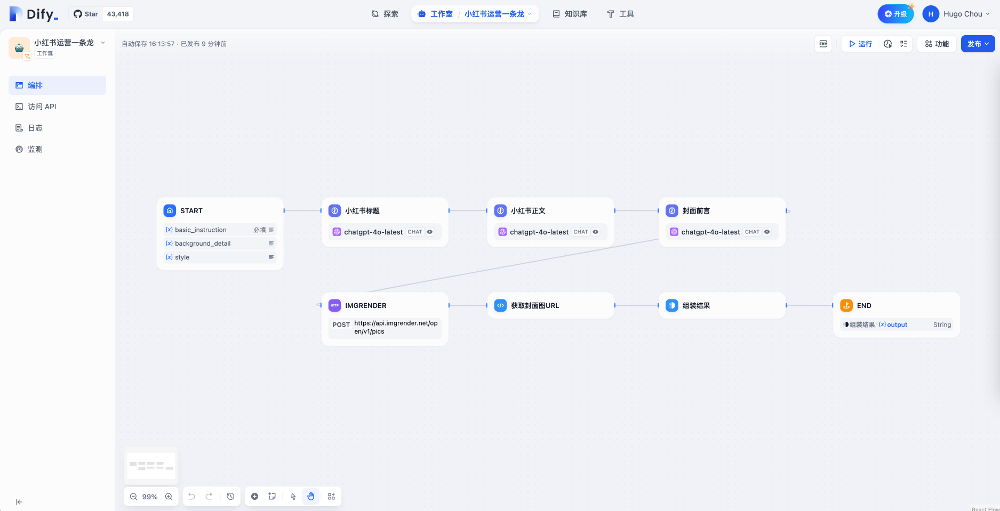 Dify_
Star 43,418
探索
工作室 / 小红书运营一条龙
知识库
工具
升级
H Hugo Chou
小红书运营一条龙
工作流
自动保存 16:13:57 · 已发布 9 分钟前
ENV
运行
功能
发布
编排
访问 API
日志
监测
START
{x} basic_instruction 必填
{x} background_detail
{x} style
小红书标题
chatgpt-4o-latest CHAT
小红书正文
chatgpt-4o-latest CHAT
封面前言
chatgpt-4o-latest CHAT
HTTP IMGRENDER
POST https://api.imgrender.net/op
en/v1/pics
获取封面图URL
组装结果
END
组装结果 / {x} output String
99%
React Flow